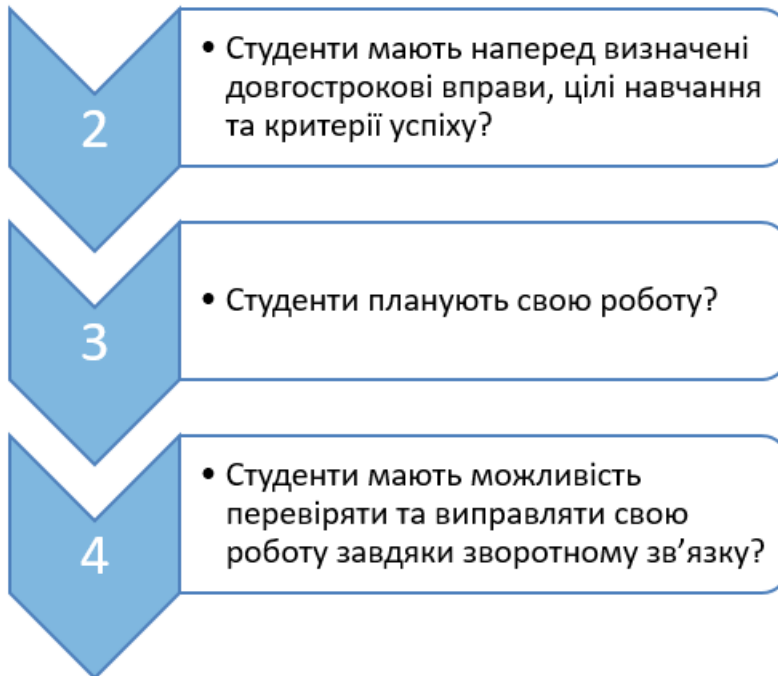 2
• Студенти мають наперед визначені
довгострокові вправи, цілі навчання
та критерії успіху?
3
• Студенти планують свою роботу?
4
• Студенти мають можливість
перевіряти та виправляти свою
роботу завдяки зворотному зв’язку?